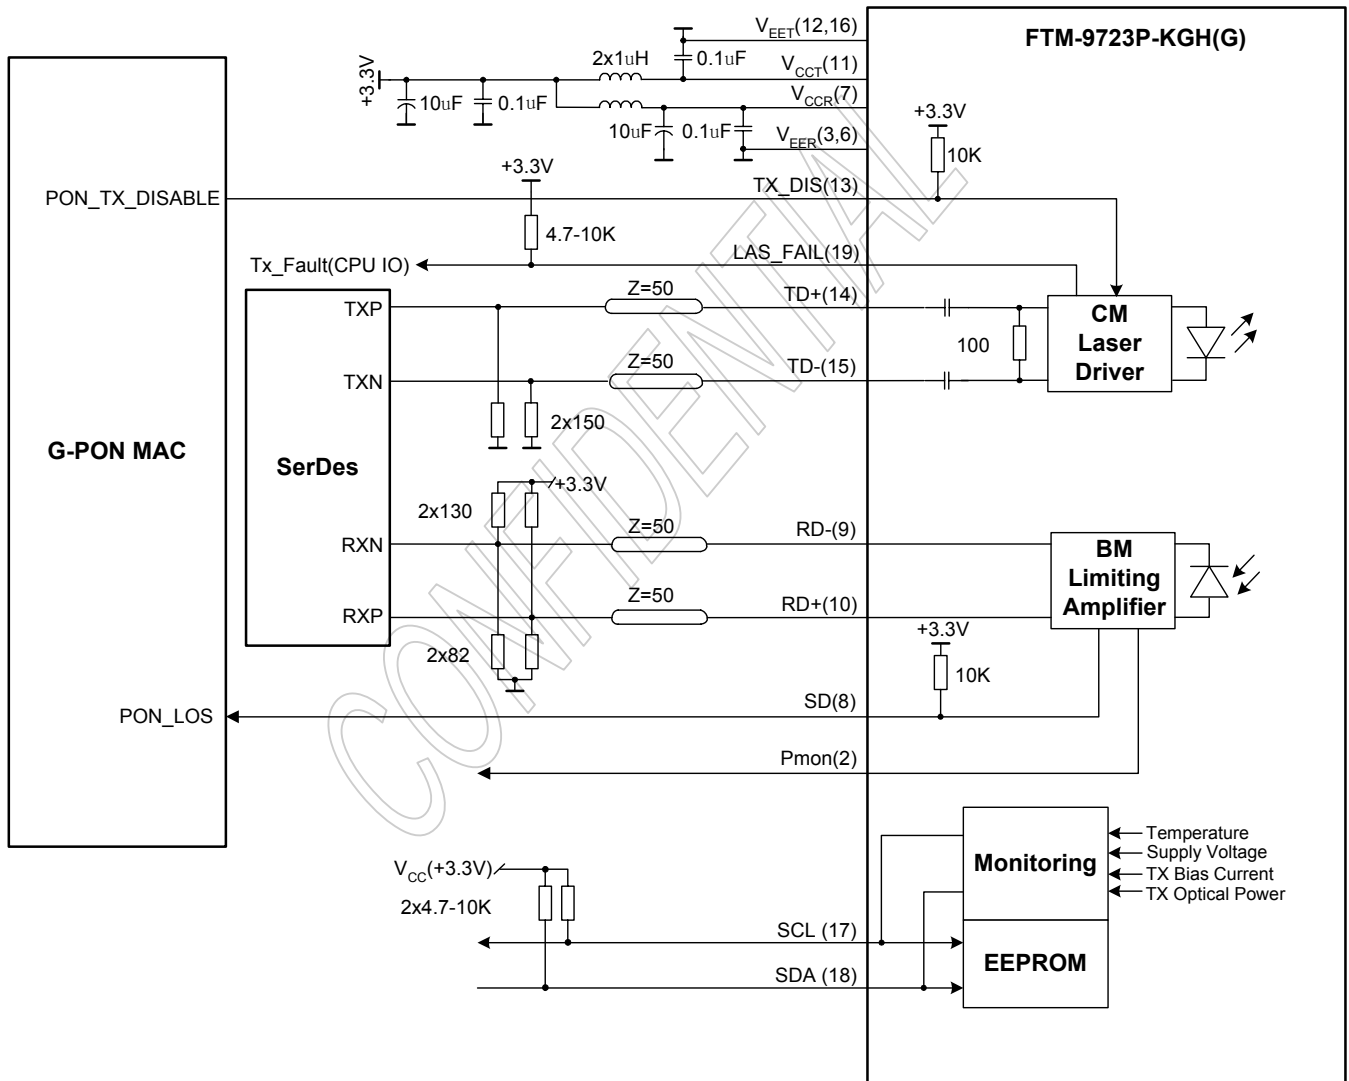 FTM-9723P-KGH(G)
VEET(12,16)
2x1uH
0.1uF
VCCT(11)
+3.3V
10uF
0.1uF
VCCR(7)
10uF
0.1uF
VEER(3,6)
+3.3V
10K
+3.3V
PON_TX_DISABLE
TX_DIS(13)
4.7-10K
LAS_FAIL(19)
Tx_Fault(CPU IO)
TXP
Z=50
TD+(14)
CM
Laser
Driver
100
TXN
Z=50
TD-(15)
2x150
G-PON MAC
SerDes
+3.3V
2x130
RXN
Z=50
RD-(9)
BM
Limiting
Amplifier
RXP
Z=50
RD+(10)
+3.3V
2x82
10K
PON_LOS
SD(8)
Pmon(2)
CONFIDENTIAL
Monitoring
Temperature
Supply Voltage
TX Bias Current
TX Optical Power
VCC(+3.3V)
2x4.7-10K
SCL (17)
EEPROM
SDA (18)